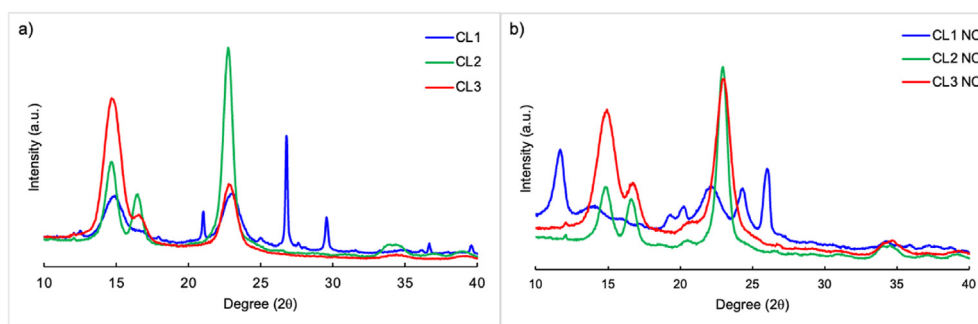 a)
CL1
CL2
CL3
Intensity (a.u.)
10 15 20 25 30 35 40
Degree (2θ)
b)
CL1 NC
CL2 NC
CL3 NC
Intensity (a.u.)
10 15 20 25 30 35 40
Degree (2θ)